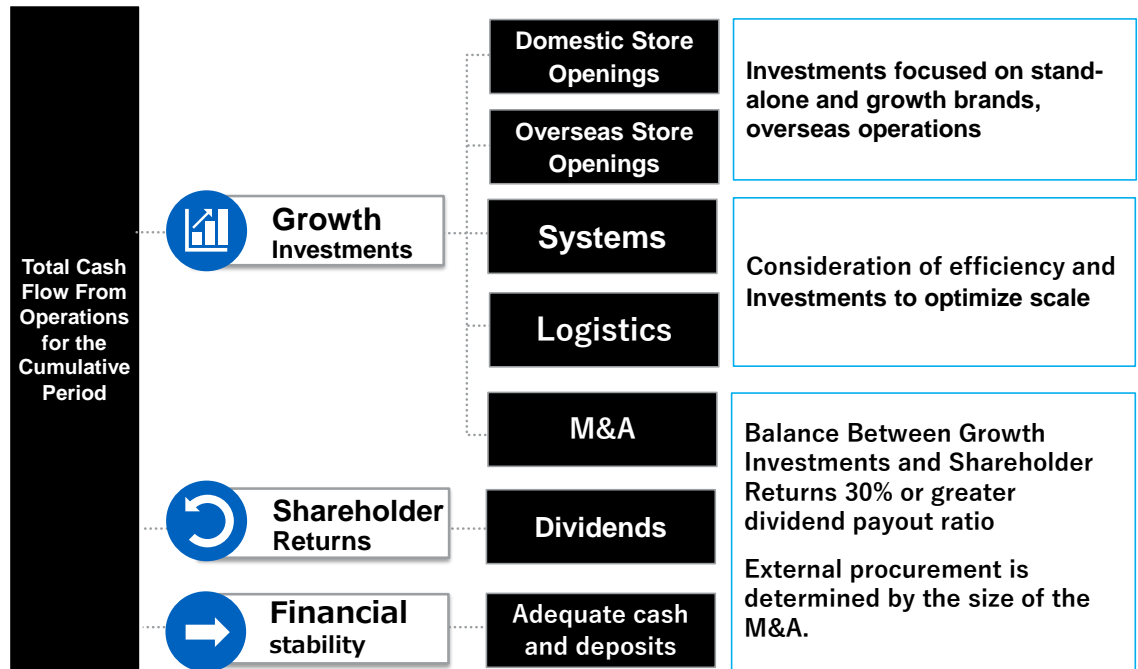 Total Cash
Flow From
Operations
for the
Cumulative
Period
Growth
Investments
Shareholder
Returns
Financial
stability
Domestic Store
Openings
Overseas Store
Openings
Systems
Logistics
M&A
Dividends
Adequate cash
and deposits
Investments focused on stand-
alone and growth brands,
overseas operations
Consideration of efficiency and
Investments to optimize scale
Balance Between Growth
Investments and Shareholder
Returns 30% or greater
dividend payout ratio
External procurement is
determined by the size of the
M&A.